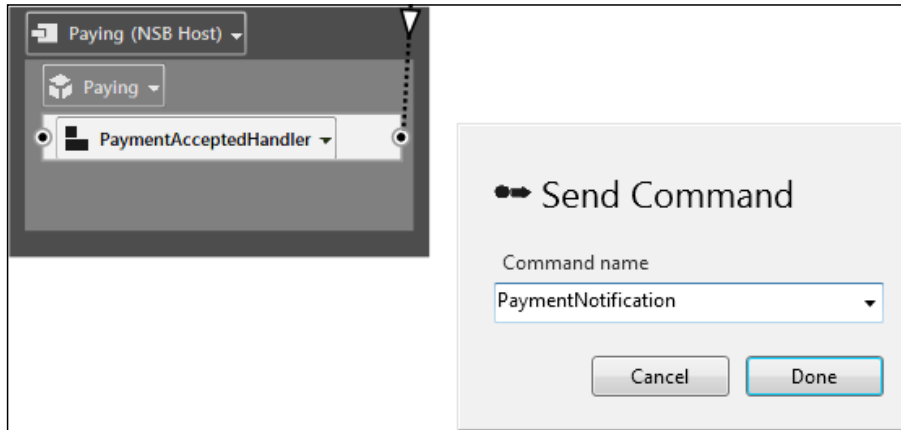 Paying (NSB Host)
Paying
PaymentAcceptedHandler
Send Command
Command name
PaymentNotification
Cancel Done